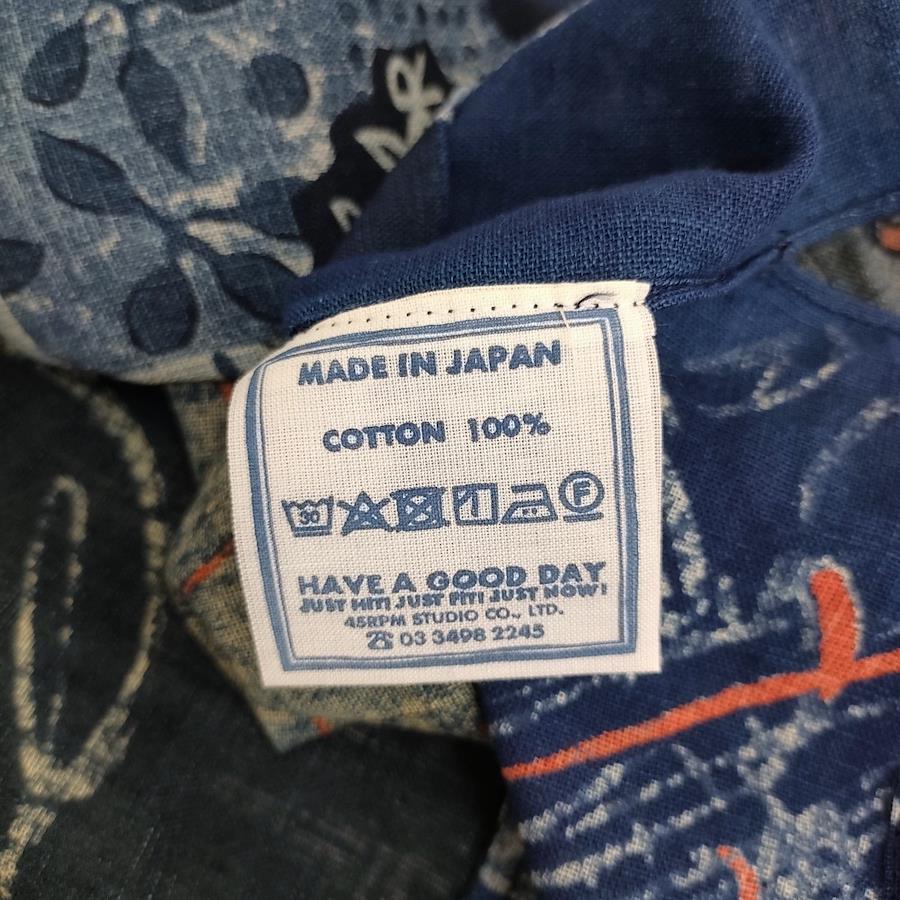 MADE IN JAPAN
COTTON 100%
30 F
HAVE A GOOD DAY
JUST HIT! JUST FIT! JUST NOW!
45RPM STUDIO CO., LTD.
☎ 03 3498 2245